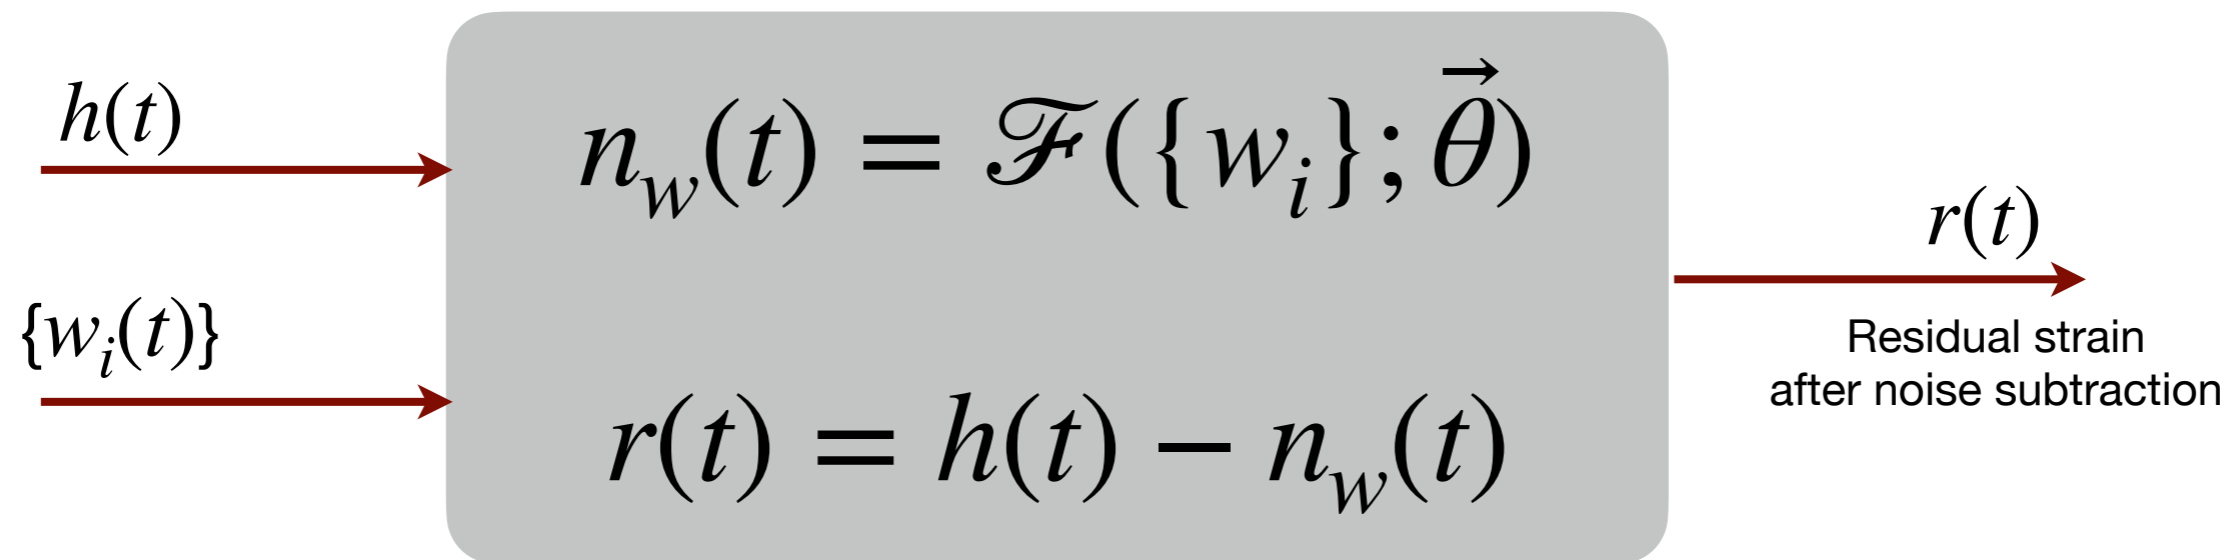 h(t)
{w_i(t)}
n_w(t) = ℱ({w_i}; θ⃗)
r(t) = h(t) − n_w(t)
r(t)
Residual strain
after noise subtraction